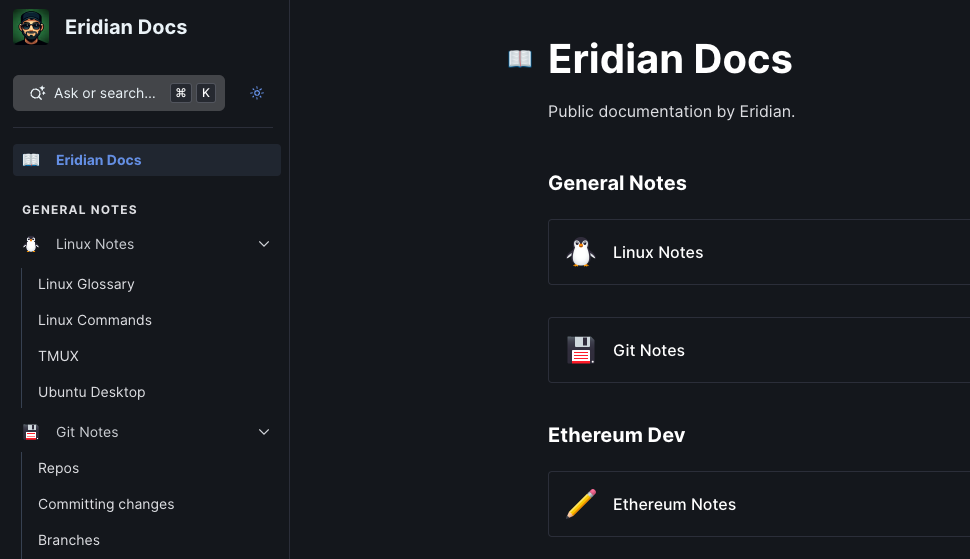 Eridian Docs
Ask or search... ⌘ K
Eridian Docs
GENERAL NOTES
Linux Notes
Linux Glossary
Linux Commands
TMUX
Ubuntu Desktop
Git Notes
Repos
Committing changes
Branches
Eridian Docs
Public documentation by Eridian.
General Notes
Linux Notes
Git Notes
Ethereum Dev
Ethereum Notes